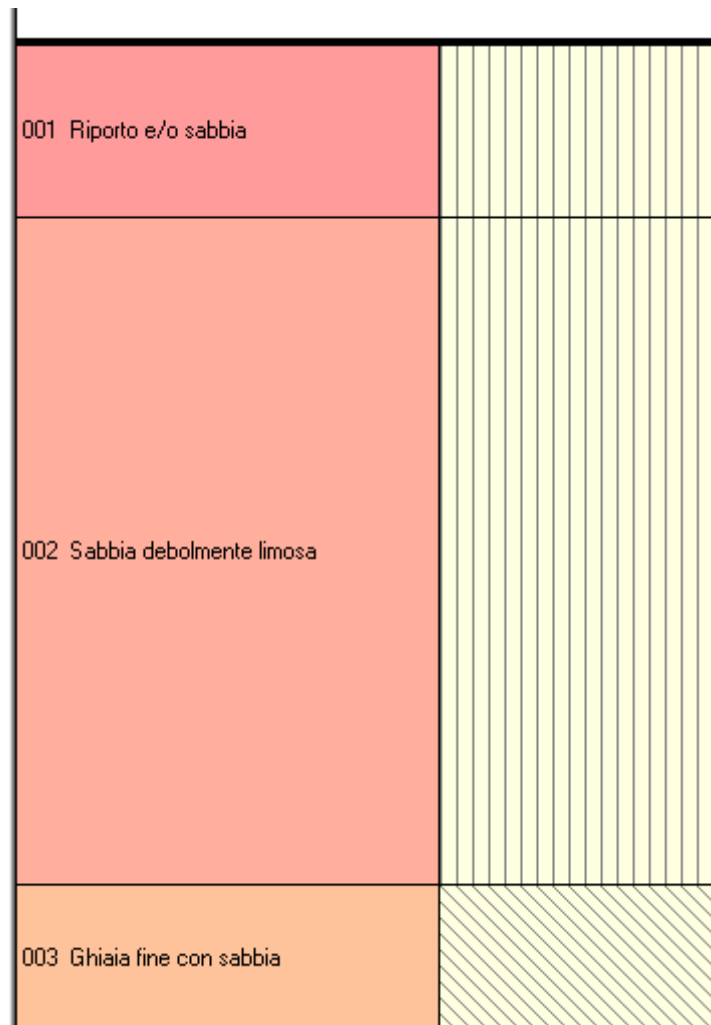 001 Riporto e/o sabbia
002 Sabbia debolmente limosa
003 Ghiaia fine con sabbia